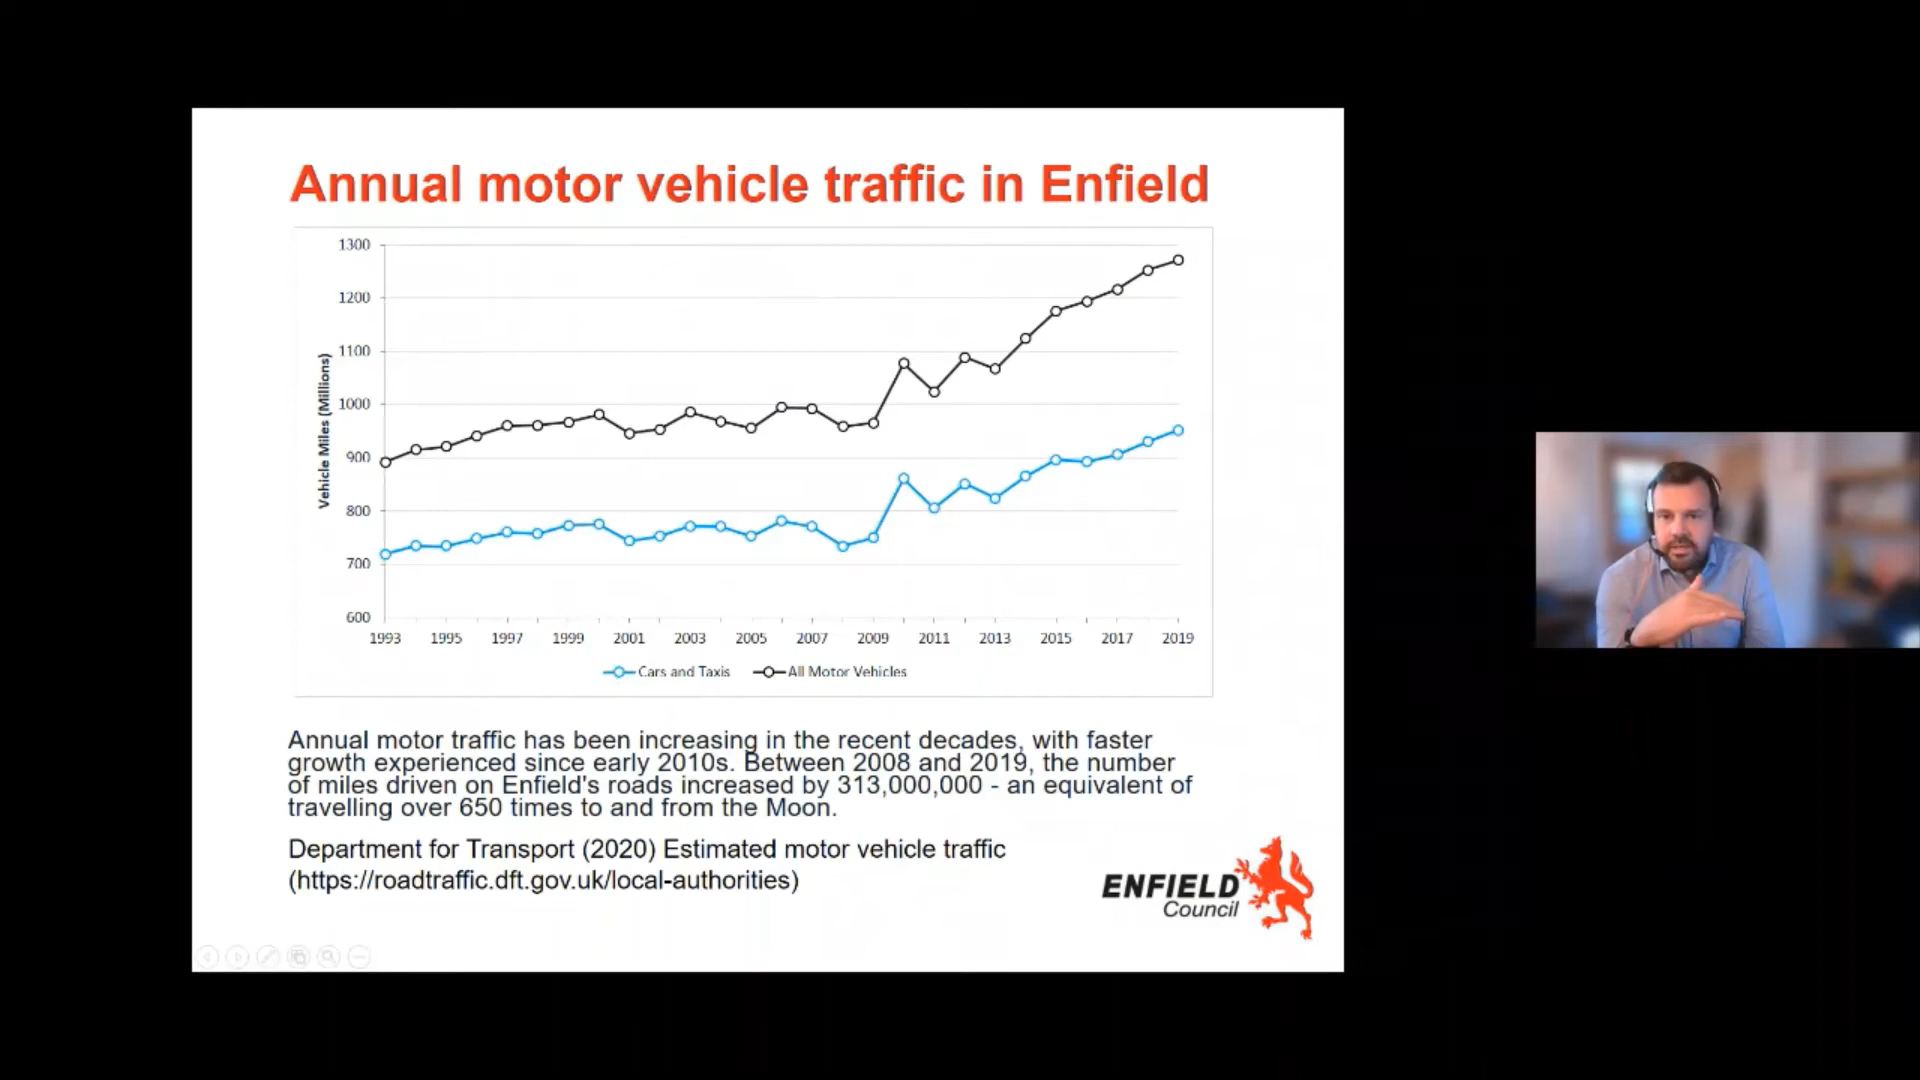 Annual motor vehicle traffic in Enfield
1300
1200
1100
1000
900
800
700
600
Vehicle Miles (Millions)
1993 1995 1997 1999 2001 2003 2005 2007 2009 2011 2013 2015 2017 2019
Cars and Taxis All Motor Vehicles
Annual motor traffic has been increasing in the recent decades, with faster
growth experienced since early 2010s. Between 2008 and 2019, the number
of miles driven on Enfield's roads increased by 313,000,000 - an equivalent of
travelling over 650 times to and from the Moon.
Department for Transport (2020) Estimated motor vehicle traffic
(https://roadtraffic.dft.gov.uk/local-authorities)
ENFIELD
Council